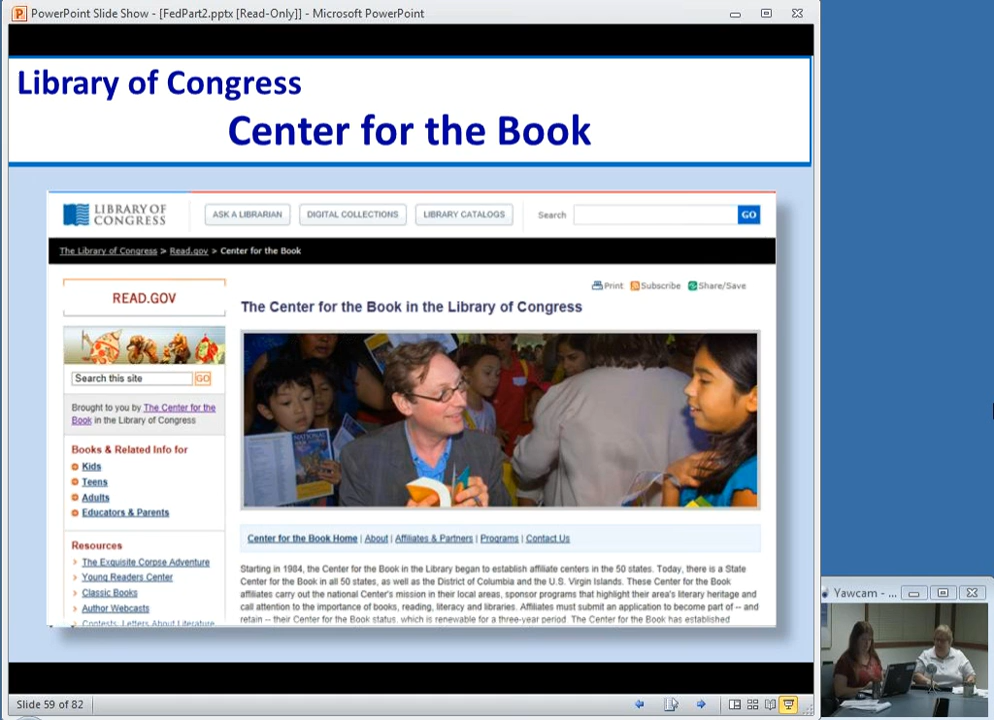 PowerPoint Slide Show - [FedPart2.pptx [Read-Only]] - Microsoft PowerPoint
Library of Congress
Center for the Book
LIBRARY OF CONGRESS
ASK A LIBRARIAN
DIGITAL COLLECTIONS
LIBRARY CATALOGS
Search
GO
The Library of Congress > Read.gov > Center for the Book
Print Subscribe Share/Save
READ.GOV
The Center for the Book in the Library of Congress
Search this site GO
Brought to you by The Center for the
Book in the Library of Congress
Books & Related Info for
Kids
Teens
Adults
Educators & Parents
Resources
The Exquisite Corpse Adventure
Young Readers Center
Classic Books
Author Webcasts
Contests, Letters About Literature
NATIONAL
Center for the Book Home | About | Affiliates & Partners | Programs | Contact Us
Starting in 1984, the Center for the Book in the Library began to establish affiliate centers in the 50 states. Today, there is a State
Center for the Book in all 50 states, as well as the District of Columbia and the U.S. Virgin Islands. These Center for the Book
affiliates carry out the national Center's mission in their local areas, sponsor programs that highlight their area's literary heritage and
call attention to the importance of books, reading, literacy and libraries. Affiliates must submit an application to become part of -- and
retain -- their Center for the Book status, which is renewable for a three-year period. The Center for the Book has established
Yawcam - ...
Slide 59 of 82